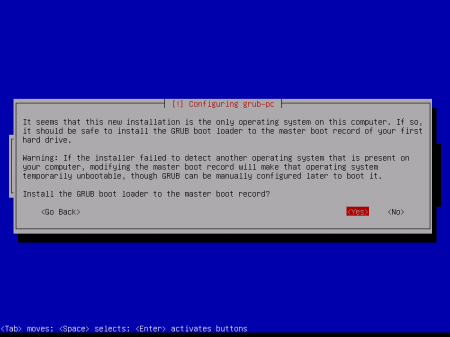 [!] Configuring grub-pc
It seems that this new installation is the only operating system on this computer. If so,
it should be safe to install the GRUB boot loader to the master boot record of your first
hard drive.
Warning: If the installer failed to detect another operating system that is present on
your computer, modifying the master boot record will make that operating system
temporarily unbootable, though GRUB can be manually configured later to boot it.
Install the GRUB boot loader to the master boot record?
<Go Back> <Yes> <No>
<Tab> moves; <Space> selects; <Enter> activates buttons